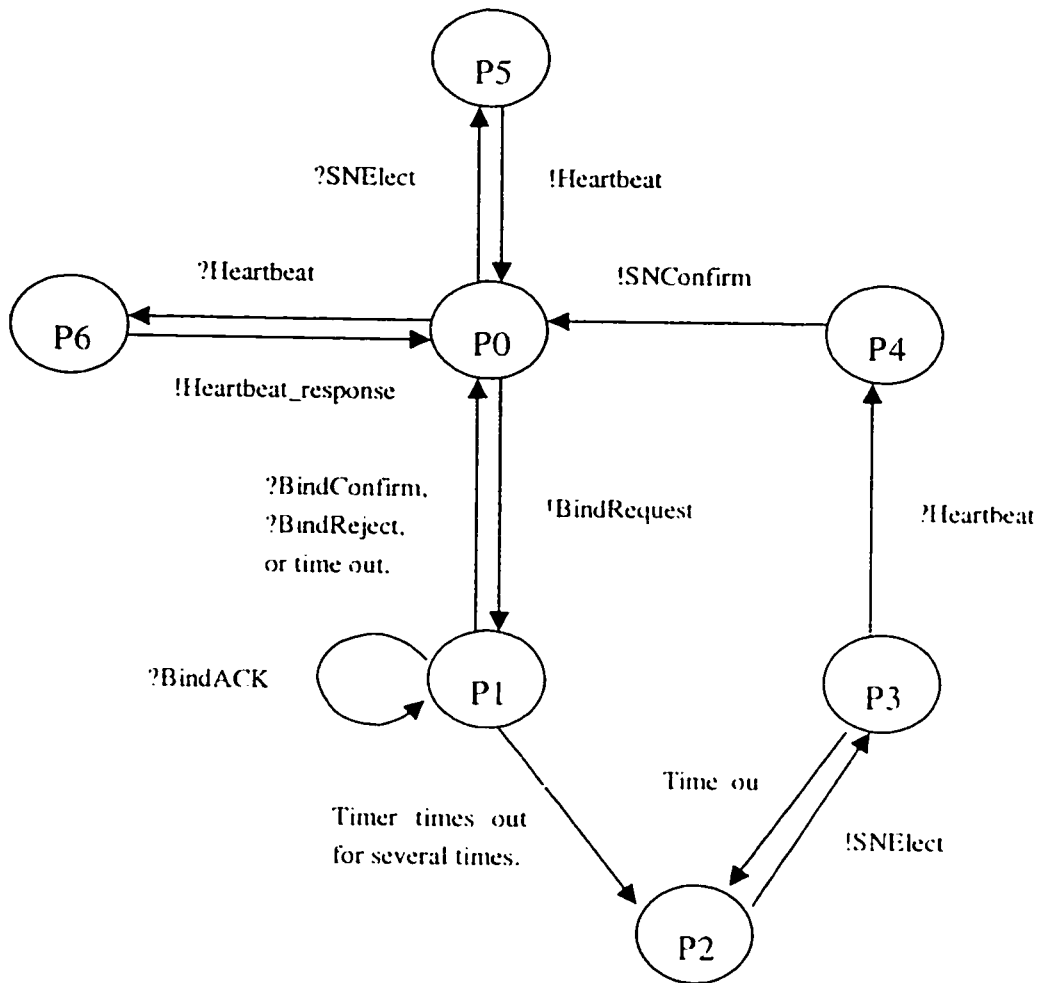 P5
?SNElect
!Heartbeat
?Heartbeat
!SNConfirm
P6
P0
P4
!Heartbeat_response
?BindConfirm,
?BindReject,
or time out.
!BindRequest
?Heartbeat
?BindACK
P1
P3
Time ou
Timer times out
for several times.
!SNElect
P2